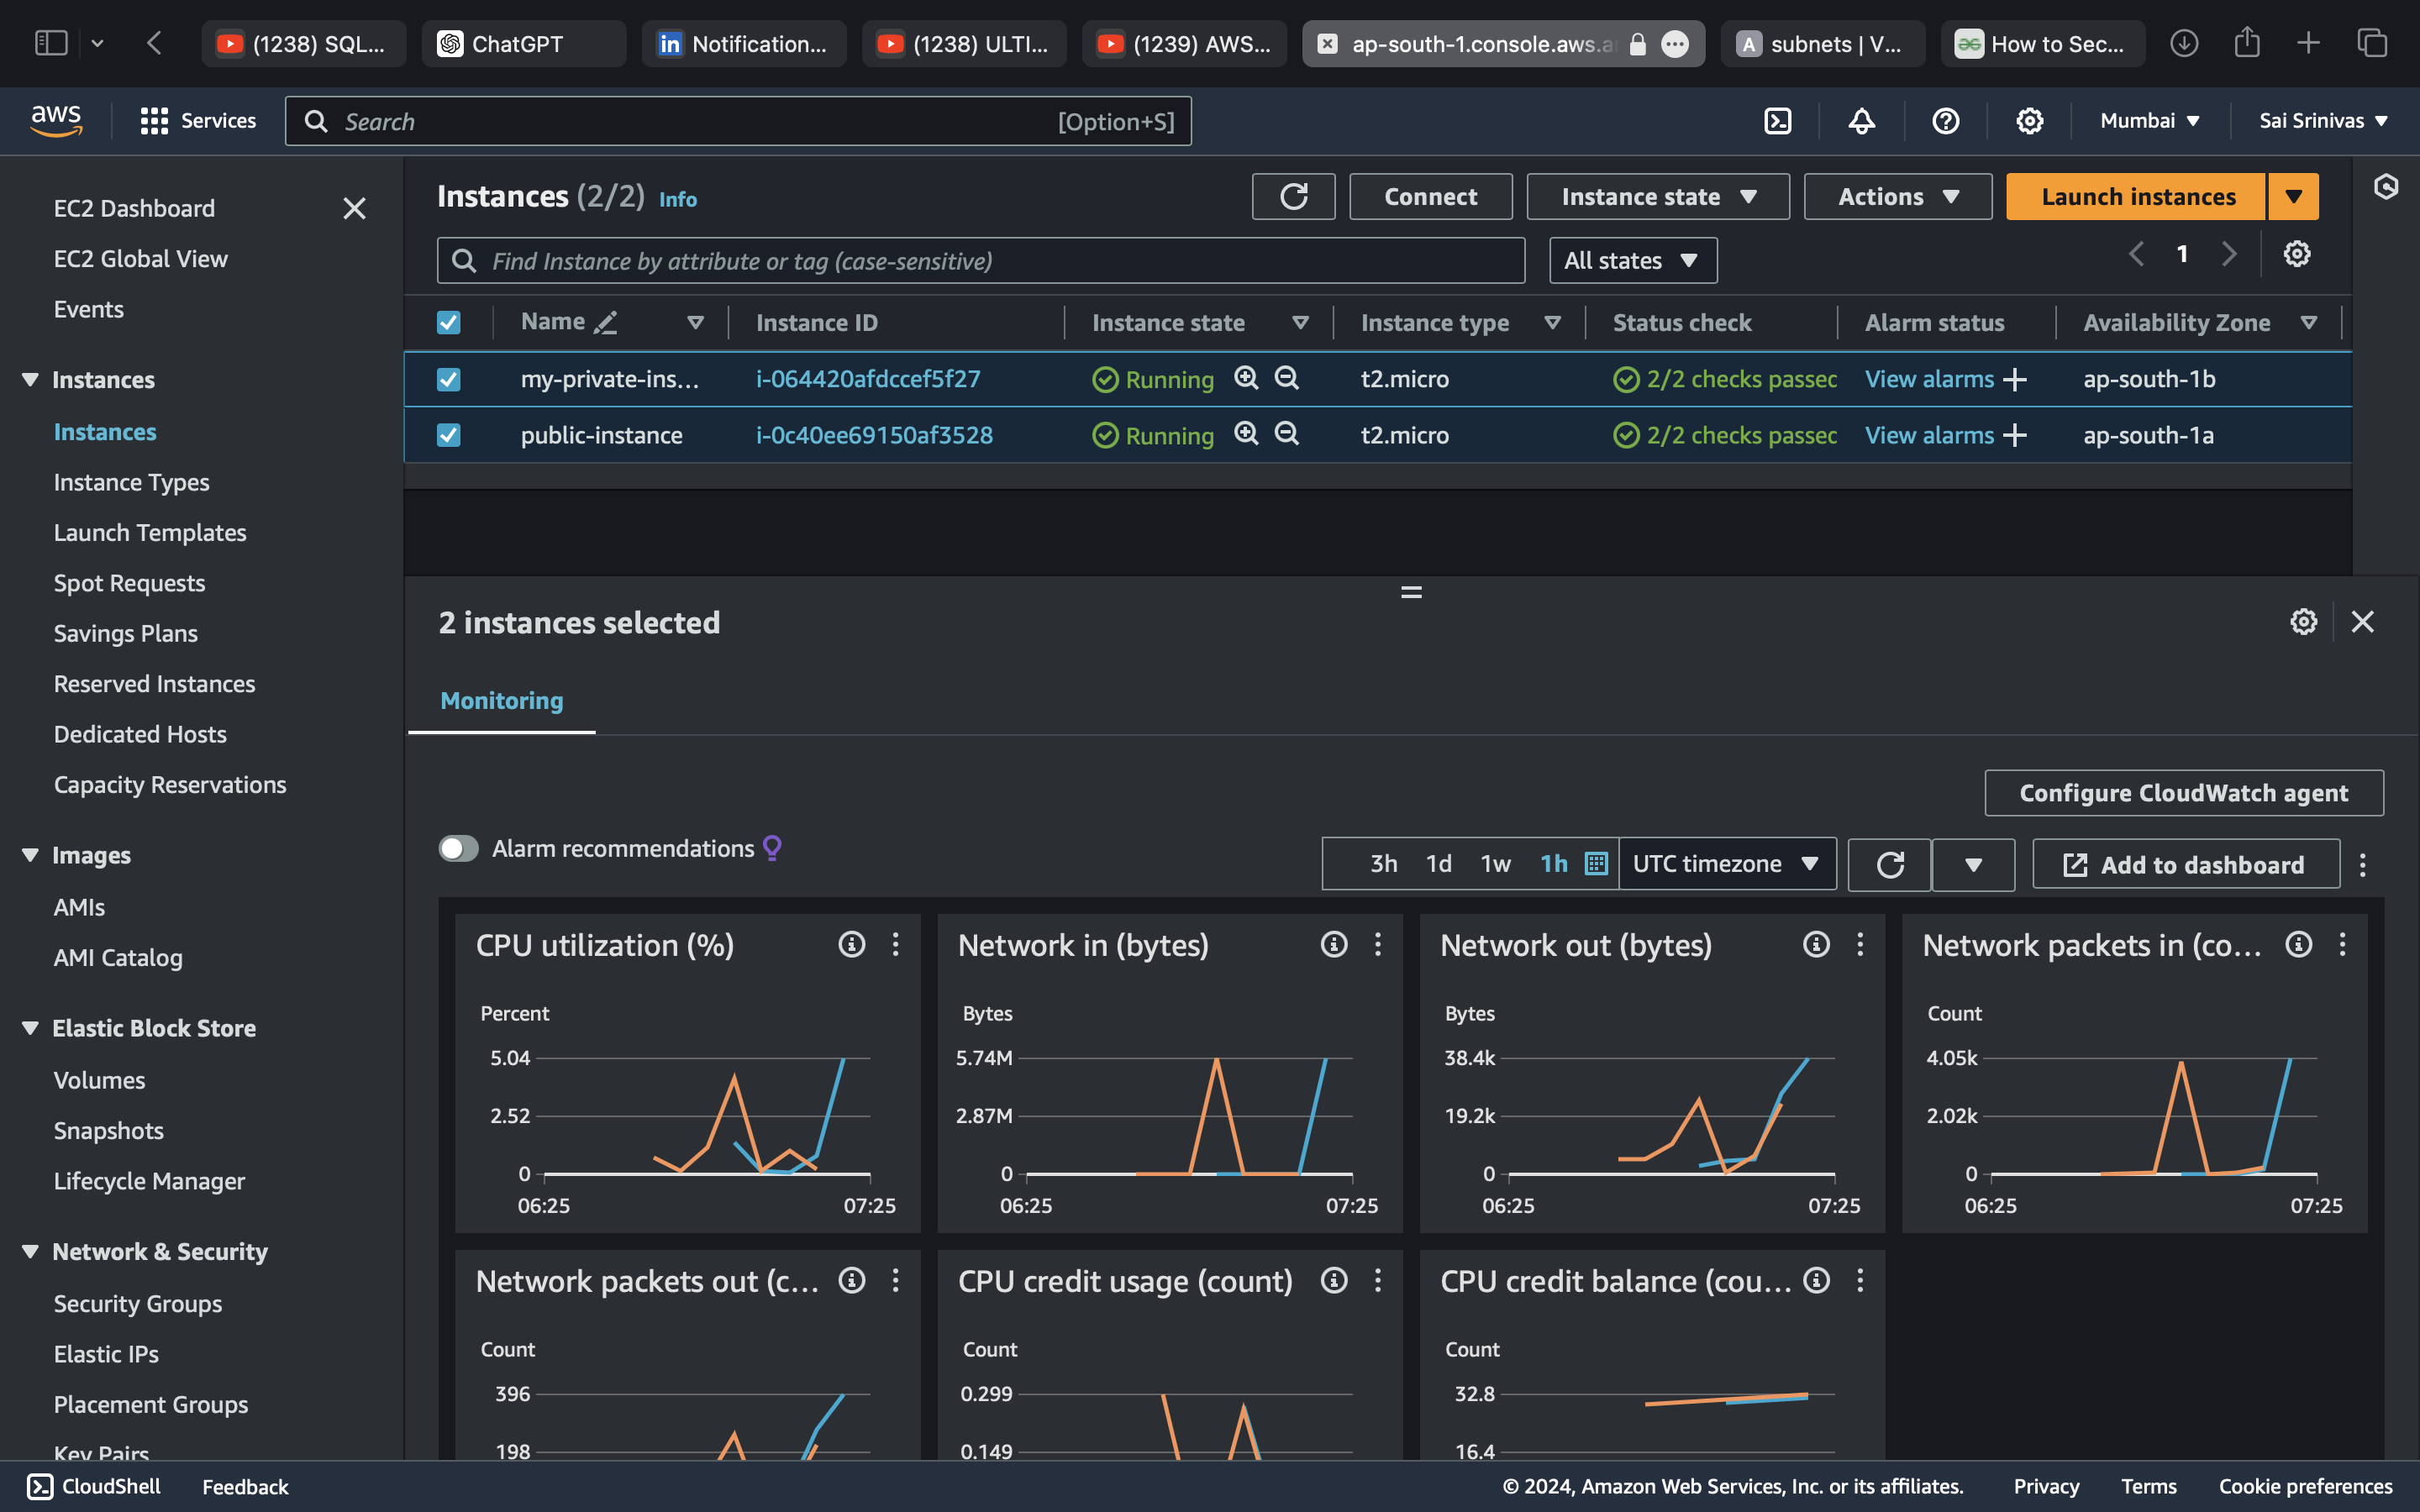 (1238) SQL...
ChatGPT
in Notification...
(1238) ULTI...
(1239) AWS...
ap-south-1.console.aws.a
A subnets | V...
How to Sec...
aws
Services
Search
[Option+S]
Mumbai
Sai Srinivas
EC2 Dashboard
EC2 Global View
Events
Instances
Instances
Instance Types
Launch Templates
Spot Requests
Savings Plans
Reserved Instances
Dedicated Hosts
Capacity Reservations
Images
AMIs
AMI Catalog
Elastic Block Store
Volumes
Snapshots
Lifecycle Manager
Network & Security
Security Groups
Elastic IPs
Placement Groups
Key Pairs
Instances (2/2) Info
Connect
Instance state
Actions
Launch instances
Find Instance by attribute or tag (case-sensitive)
All states
1
Name
Instance ID
Instance state
Instance type
Status check
Alarm status
Availability Zone
my-private-ins... i-064420afdccef5f27 Running t2.micro 2/2 checks passed View alarms ap-south-1b
public-instance i-0c40ee69150af3528 Running t2.micro 2/2 checks passed View alarms ap-south-1a
2 instances selected
Monitoring
Configure CloudWatch agent
Alarm recommendations
3h 1d 1w 1h
UTC timezone
Add to dashboard
CPU utilization (%)
Percent
5.04
2.52
0
06:25 07:25
Network in (bytes)
Bytes
5.74M
2.87M
0
06:25 07:25
Network out (bytes)
Bytes
38.4k
19.2k
0
06:25 07:25
Network packets in (co...
Count
4.05k
2.02k
0
06:25 07:25
Network packets out (c...
Count
396
198
CPU credit usage (count)
Count
0.299
0.149
CPU credit balance (cou...
Count
32.8
16.4
CloudShell
Feedback
© 2024, Amazon Web Services, Inc. or its affiliates.
Privacy
Terms
Cookie preferences